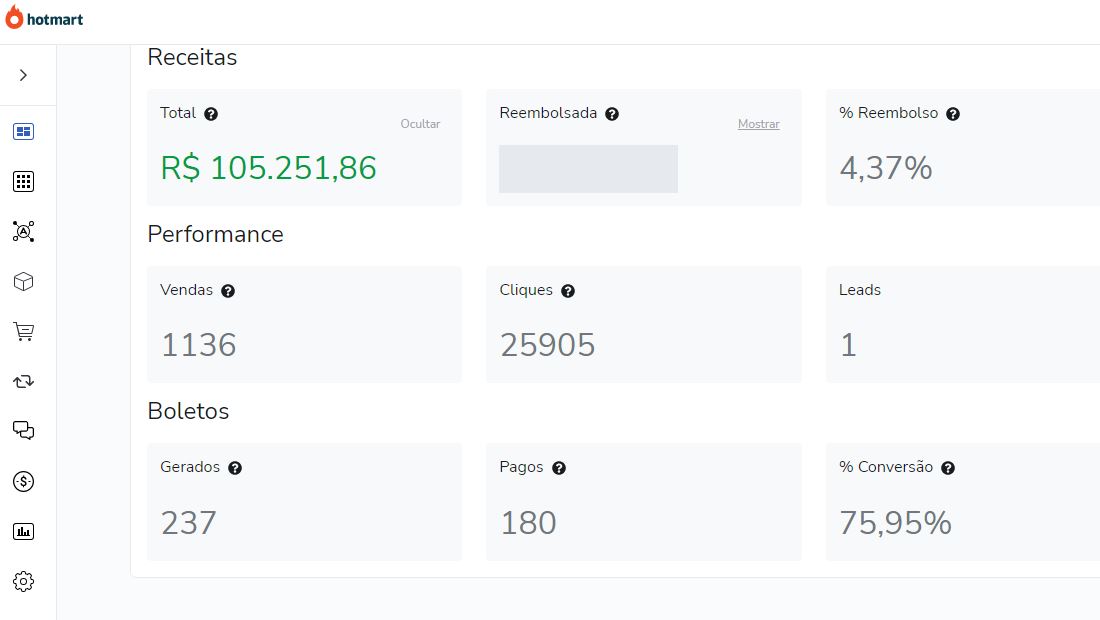 hotmart
Receitas
Total
Ocultar
R$ 105.251,86
Reembolsada
Mostrar
% Reembolso
4,37%
Performance
Vendas
1136
Cliques
25905
Leads
1
Boletos
Gerados
237
Pagos
180
% Conversão
75,95%